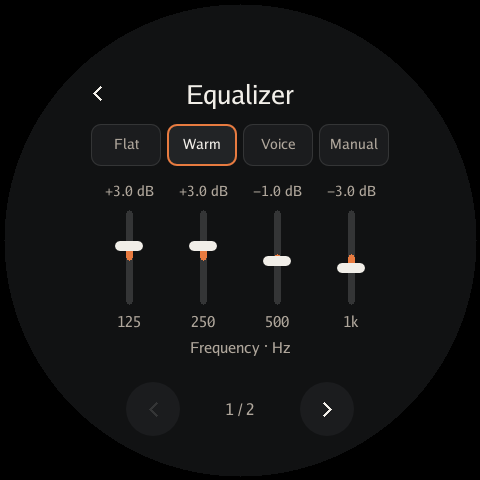 Equalizer
Flat Warm Voice Manual
+3.0 dB +3.0 dB −1.0 dB −3.0 dB
125 250 500 1k
Frequency · Hz
1 / 2